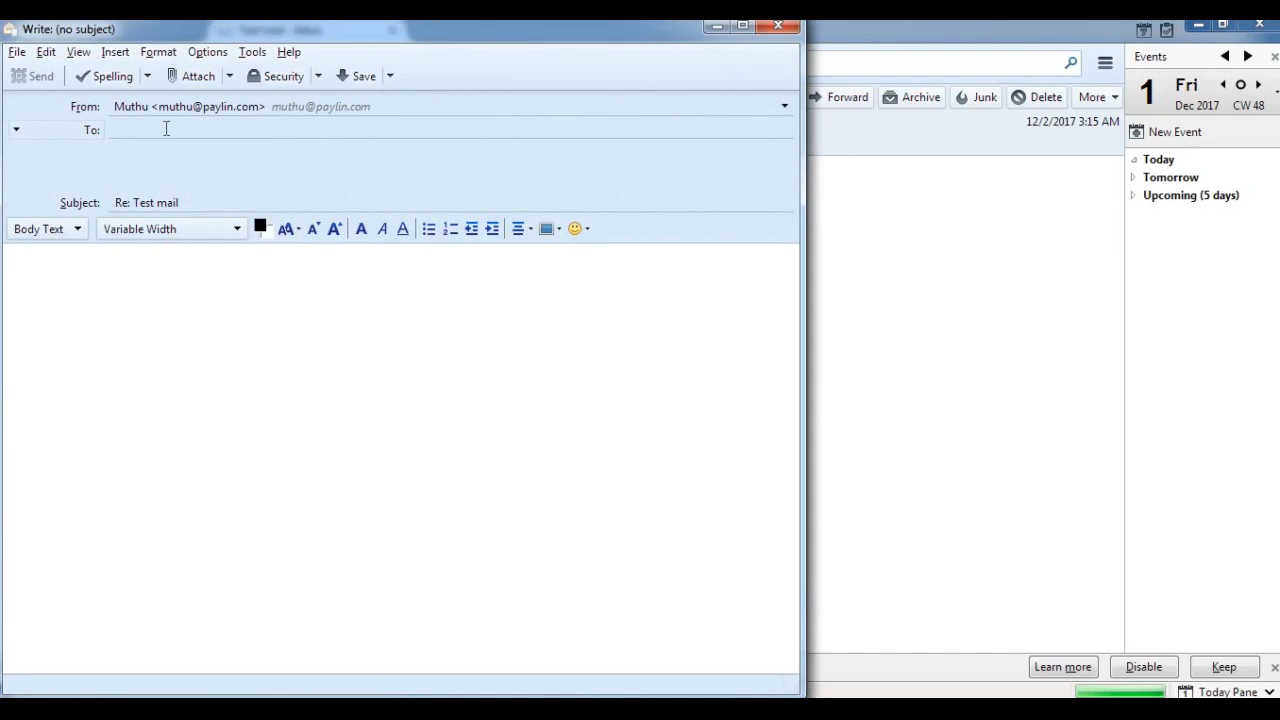 Write: (no subject)
File Edit View Insert Format Options Tools Help
Send Spelling Attach Security Save
From: Muthu <muthu@paylin.com> muthu@paylin.com
To:
Subject: Re: Test mail
Body Text Variable Width
Forward Archive Junk Delete More
12/2/2017 3:15 AM
Events
1 Fri
Dec 2017 CW 48
New Event
Today
Tomorrow
Upcoming (5 days)
Learn more Disable Keep
Today Pane